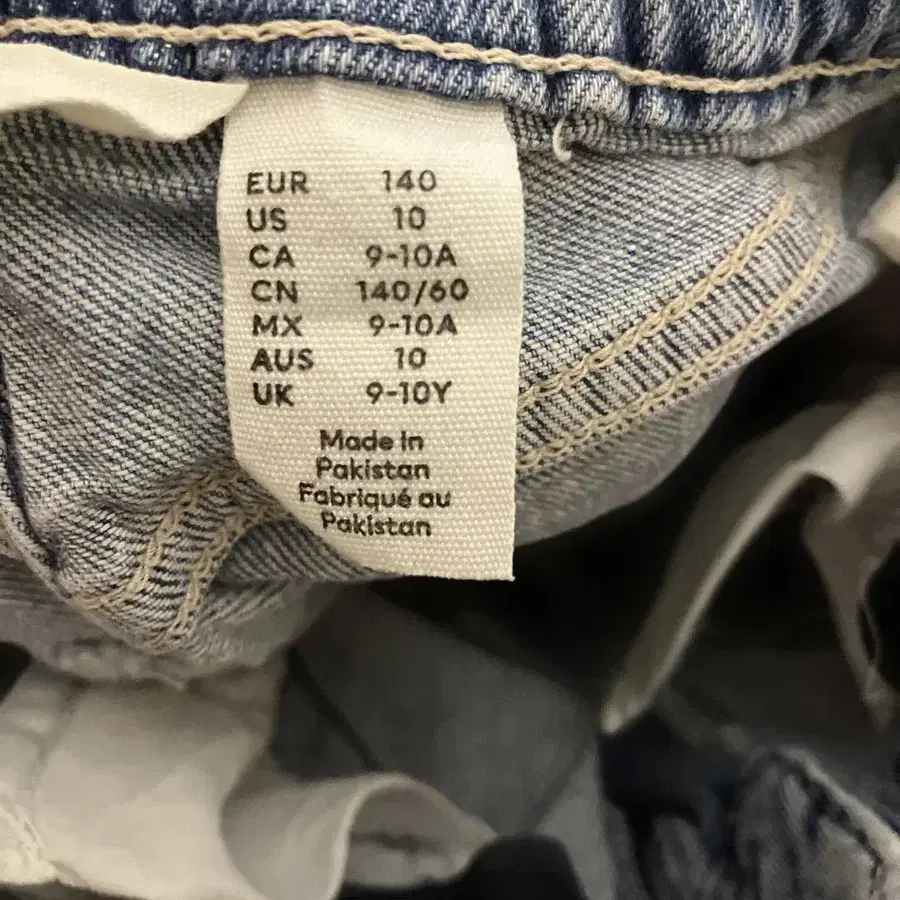 EUR 140
US 10
CA 9-10A
CN 140/60
MX 9-10A
AUS 10
UK 9-10Y
Made in
Pakistan
Fabriqué au
Pakistan